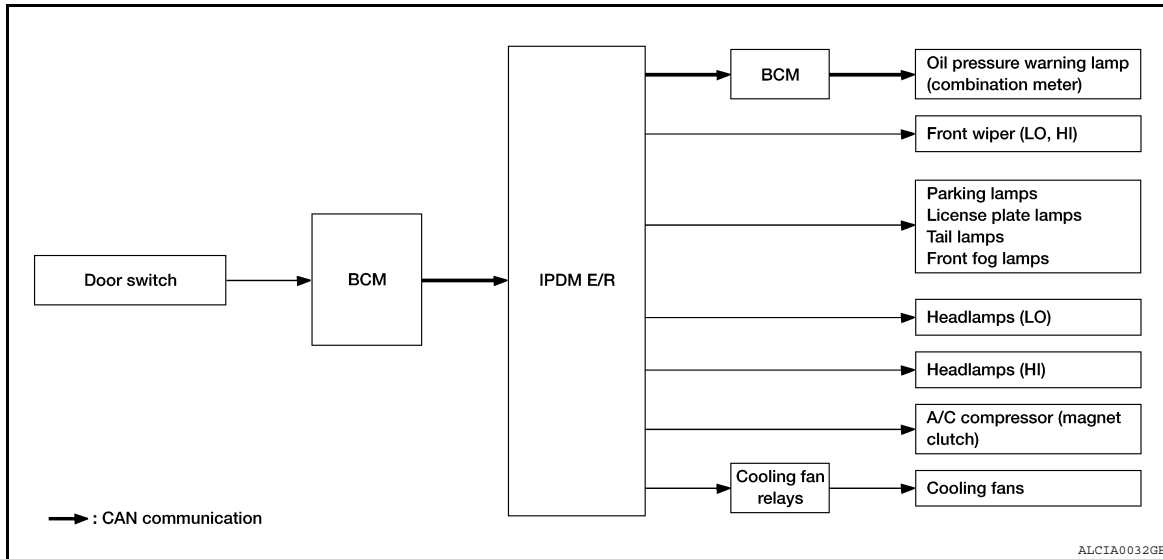 Door switch
BCM
IPDM E/R
BCM
Oil pressure warning lamp
(combination meter)
Front wiper (LO, HI)
Parking lamps
License plate lamps
Tail lamps
Front fog lamps
Headlamps (LO)
Headlamps (HI)
A/C compressor (magnet
clutch)
Cooling fan
relays
Cooling fans
: CAN communication